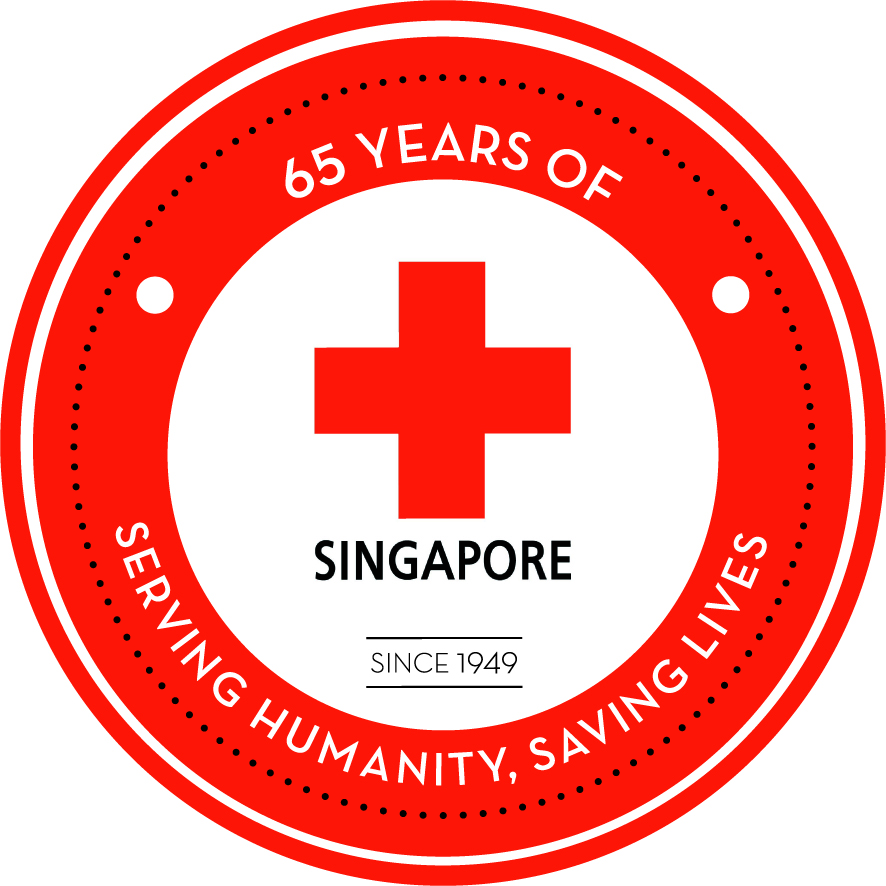 65 YEARS OF
SINGAPORE
SINCE 1949
SERVING HUMANITY, SAVING LIVES